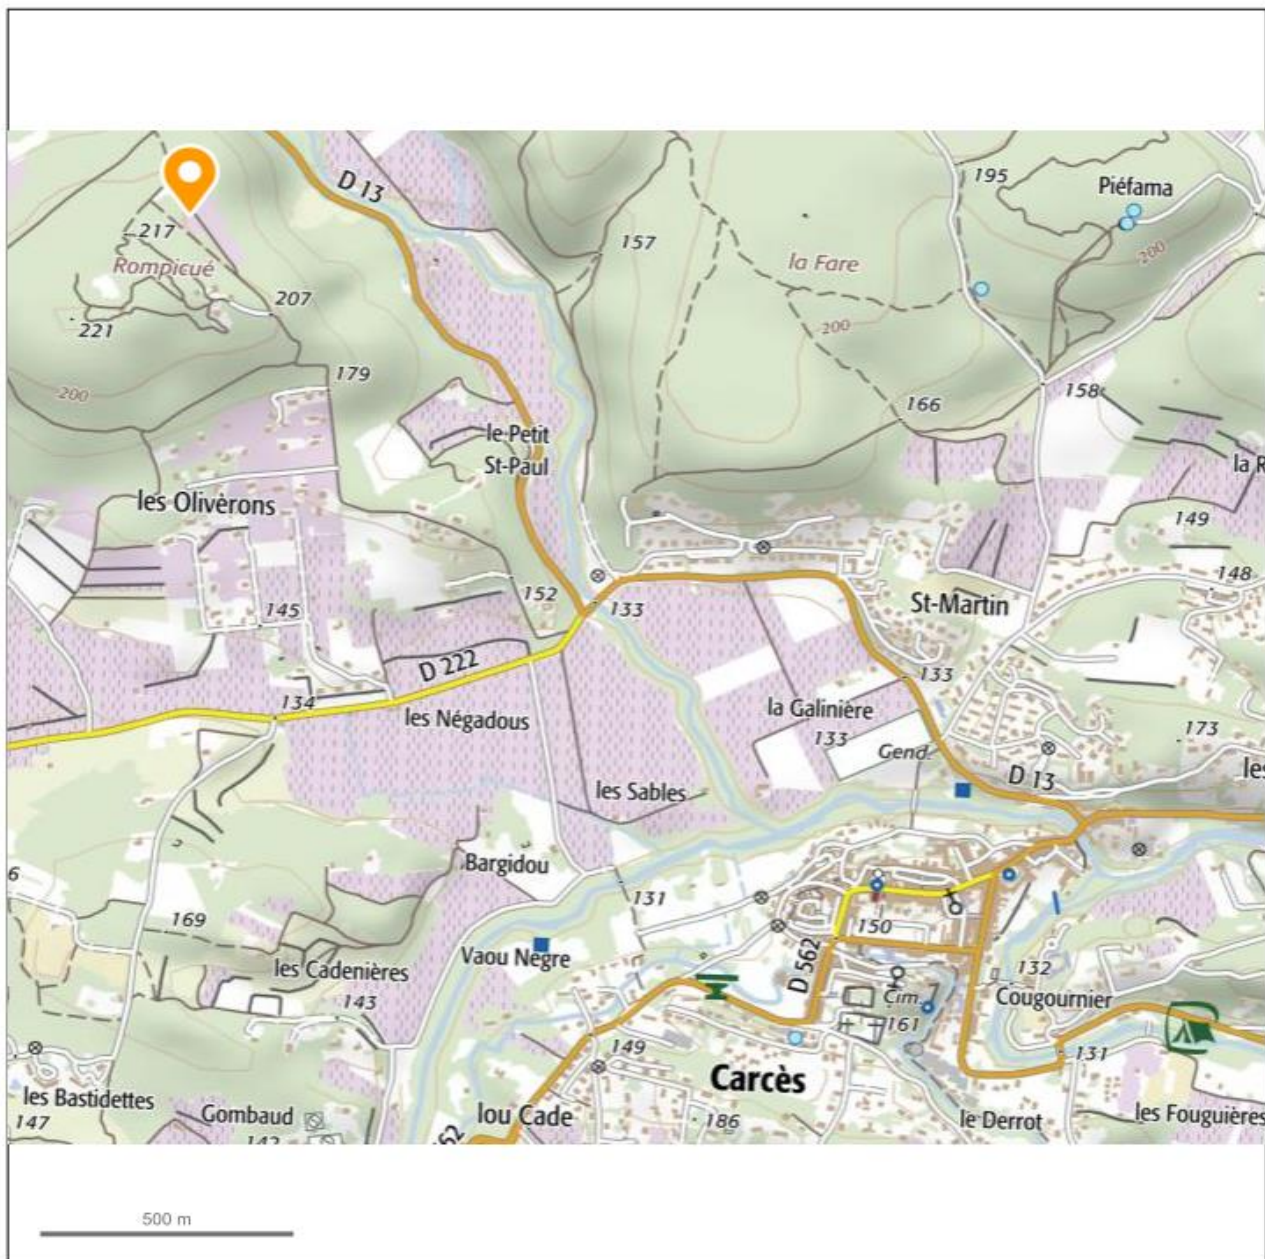 D 13
195
Piéfama
217
157
Rompicué
la Fare
200
207
200
221
179
200
158
166
le Petit
St-Paul
les Olivèrons
149
148
152
145
133
St-Martin
D 222
133
134
les Négadous
la Galinière
133
173
Gend.
D 13
les
les Sables
Bargidou
6
131
169
150
Vaou Nègre
D 562
les Cadenières
132
Cim.
Cougournier
143
161
149
131
Carcès
les Bastidettes
Gombaud
lou Cade
les Fouguières
147
186
le Derrot
500 m